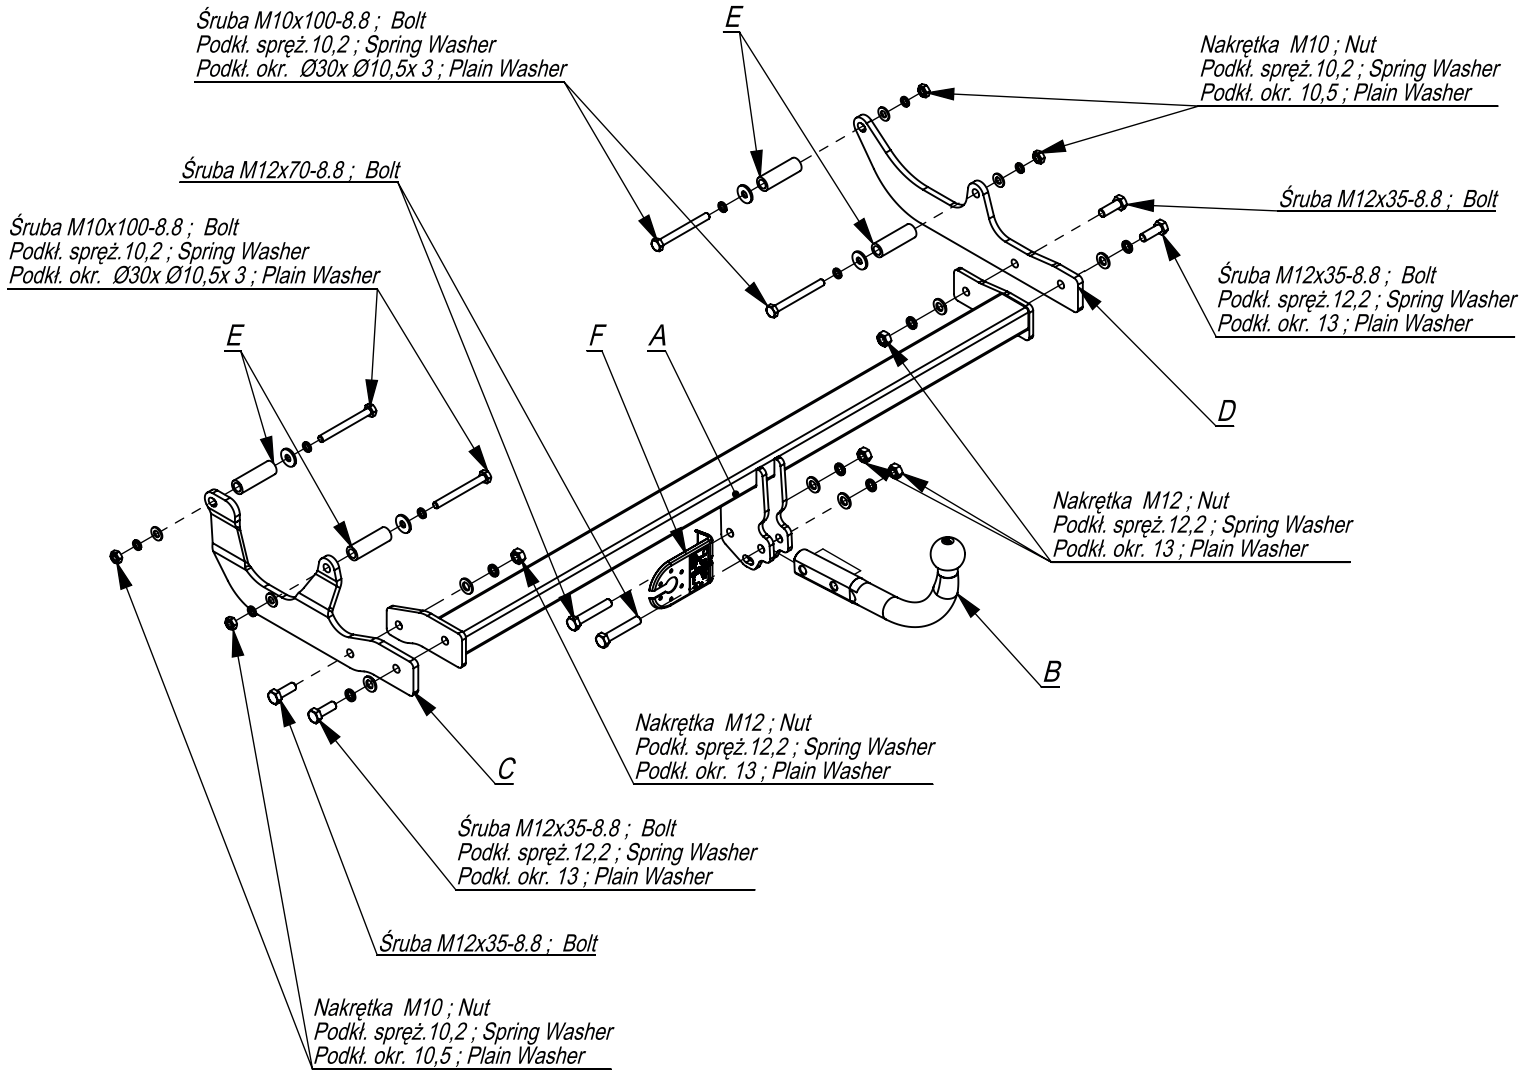 Śruba M10x100-8.8 ; Bolt
Podkł. spręż.10,2 ; Spring Washer
Podkł. okr. Ø30x Ø10,5x 3 ; Plain Washer
E
Nakrętka M10 ; Nut
Podkł. spręż.10,2 ; Spring Washer
Podkł. okr. 10,5 ; Plain Washer
Śruba M12x70-8.8 ; Bolt
Śruba M12x35-8.8 ; Bolt
Śruba M10x100-8.8 ; Bolt
Podkł. spręż.10,2 ; Spring Washer
Podkł. okr. Ø30x Ø10,5x 3 ; Plain Washer
Śruba M12x35-8.8 ; Bolt
Podkł. spręż.12,2 ; Spring Washer
Podkł. okr. 13 ; Plain Washer
E
F
A
D
Nakrętka M12 ; Nut
Podkł. spręż.12,2 ; Spring Washer
Podkł. okr. 13 ; Plain Washer
B
Nakrętka M12 ; Nut
Podkł. spręż.12,2 ; Spring Washer
Podkł. okr. 13 ; Plain Washer
C
Śruba M12x35-8.8 ; Bolt
Podkł. spręż.12,2 ; Spring Washer
Podkł. okr. 13 ; Plain Washer
Śruba M12x35-8.8 ; Bolt
Nakrętka M10 ; Nut
Podkł. spręż.10,2 ; Spring Washer
Podkł. okr. 10,5 ; Plain Washer